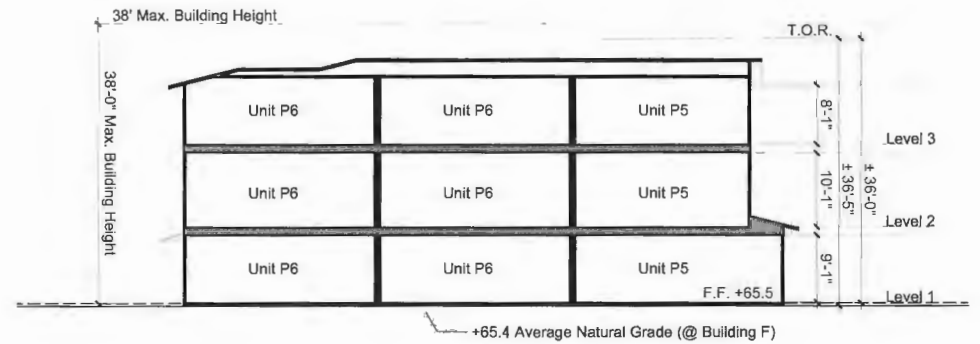 38' Max. Building Height
T.O.R.
38'-0" Max. Building Height
Unit P6 Unit P6 Unit P5
8'-1"
Level 3
Unit P6 Unit P6 Unit P5
10'-1"
± 36'-5"
± 36'-0"
Level 2
Unit P6 Unit P6 Unit P5
9'-1"
F.F. +65.5
Level 1
+65.4 Average Natural Grade (@ Building F)